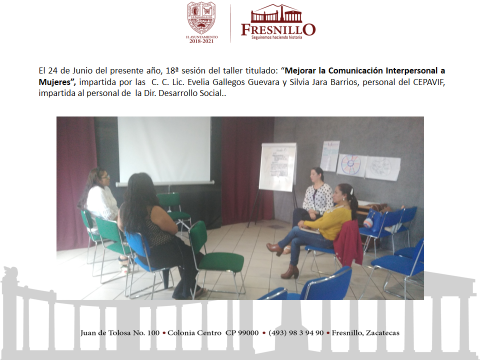 H. AYUNTAMIENTO
2018-2021
FRESNILLO
Seguiremos haciendo historia
El 24 de Junio del presente año, 18ª sesión del taller titulado: “Mejorar la Comunicación Interpersonal a
Mujeres”, impartida por las C. C. Lic. Evelia Gallegos Guevara y Silvia Jara Barrios, personal del CEPAVIF,
impartida al personal de la Dir. Desarrollo Social..
Juan de Tolosa No. 100 • Colonia Centro CP 99000 • (493) 98 3 94 90 • Fresnillo, Zacatecas